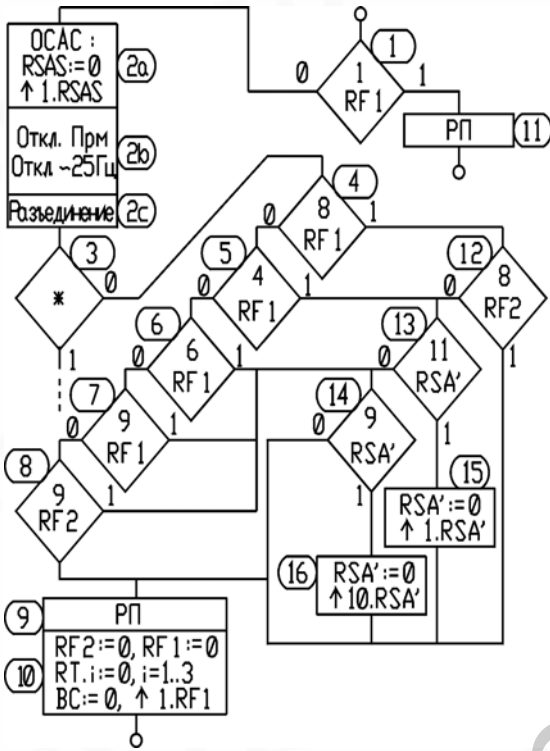 1
0
1
RF1
1
РП
11
ОСАС :
RSAS:=0
↑ 1.RSAS
2a
Откл. Прм
Откл ~25Гц
2b
Разъединение
2c
3
*
0
1
4
0
8
RF1
1
5
0
4
RF1
1
12
0
8
RF2
1
6
0
6
RF1
1
13
0
11
RSA'
1
7
0
9
RF1
1
14
0
9
RSA'
1
8
9
RF2
1
15
RSA':=0
↑ 1.RSA'
16
RSA':=0
↑10.RSA'
9
РП
10
RF2:=0, RF1:=0
RT.i:=0, i=1..3
BC:=0, ↑ 1.RF1